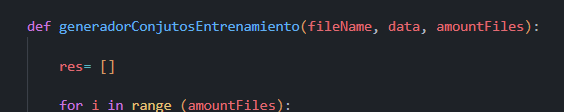 def generadorConjutosEntrenamiento(fileName, data, amountFiles):
res= []
for i in range (amountFiles):